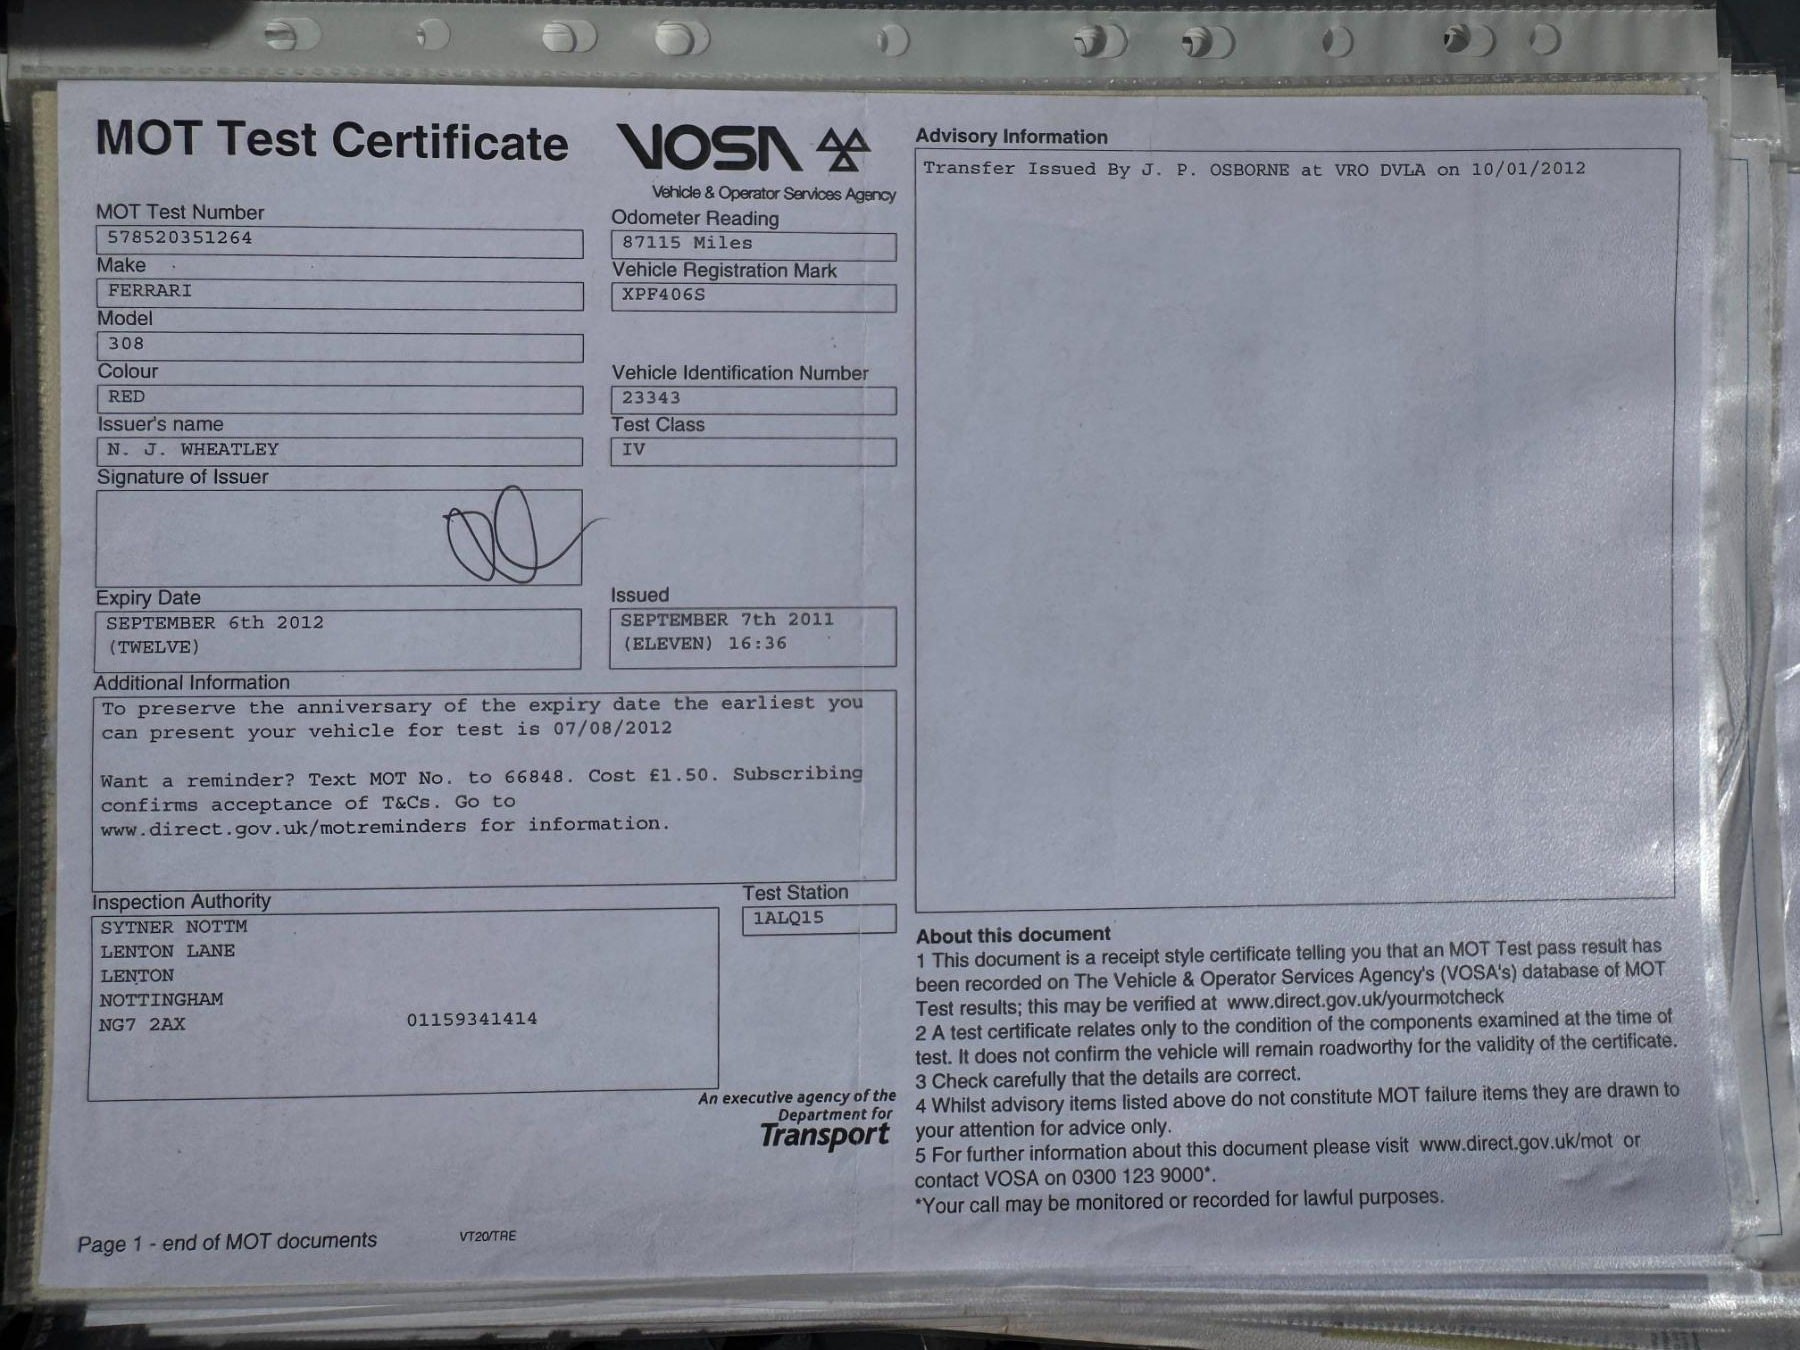 MOT Test Certificate
VOSA
Vehicle & Operator Services Agency
MOT Test Number
578520351264
Odometer Reading
87115 Miles
Make
FERRARI
Vehicle Registration Mark
XPF406S
Model
308
Colour
RED
Vehicle Identification Number
23343
Issuer's name
N. J. WHEATLEY
Test Class
IV
Signature of Issuer
Expiry Date
SEPTEMBER 6th 2012
(TWELVE)
Issued
SEPTEMBER 7th 2011
(ELEVEN) 16:36
Additional Information
To preserve the anniversary of the expiry date the earliest you
can present your vehicle for test is 07/08/2012
Want a reminder? Text MOT No. to 66848. Cost £1.50. Subscribing
confirms acceptance of T&Cs. Go to
www.direct.gov.uk/motreminders for information.
Inspection Authority
SYTNER NOTTM
LENTON LANE
LENTON
NOTTINGHAM
NG7 2AX 01159341414
Test Station
1ALQ15
An executive agency of the
Department for
Transport
Page 1 - end of MOT documents
VT20/TRE
Advisory Information
Transfer Issued By J. P. OSBORNE at VRO DVLA on 10/01/2012
About this document
1 This document is a receipt style certificate telling you that an MOT Test pass result has
been recorded on The Vehicle & Operator Services Agency's (VOSA's) database of MOT
Test results; this may be verified at www.direct.gov.uk/yourmotcheck
2 A test certificate relates only to the condition of the components examined at the time of
test. It does not confirm the vehicle will remain roadworthy for the validity of the certificate.
3 Check carefully that the details are correct.
4 Whilst advisory items listed above do not constitute MOT failure items they are drawn to
your attention for advice only.
5 For further information about this document please visit www.direct.gov.uk/mot or
contact VOSA on 0300 123 9000*.
*Your call may be monitored or recorded for lawful purposes.